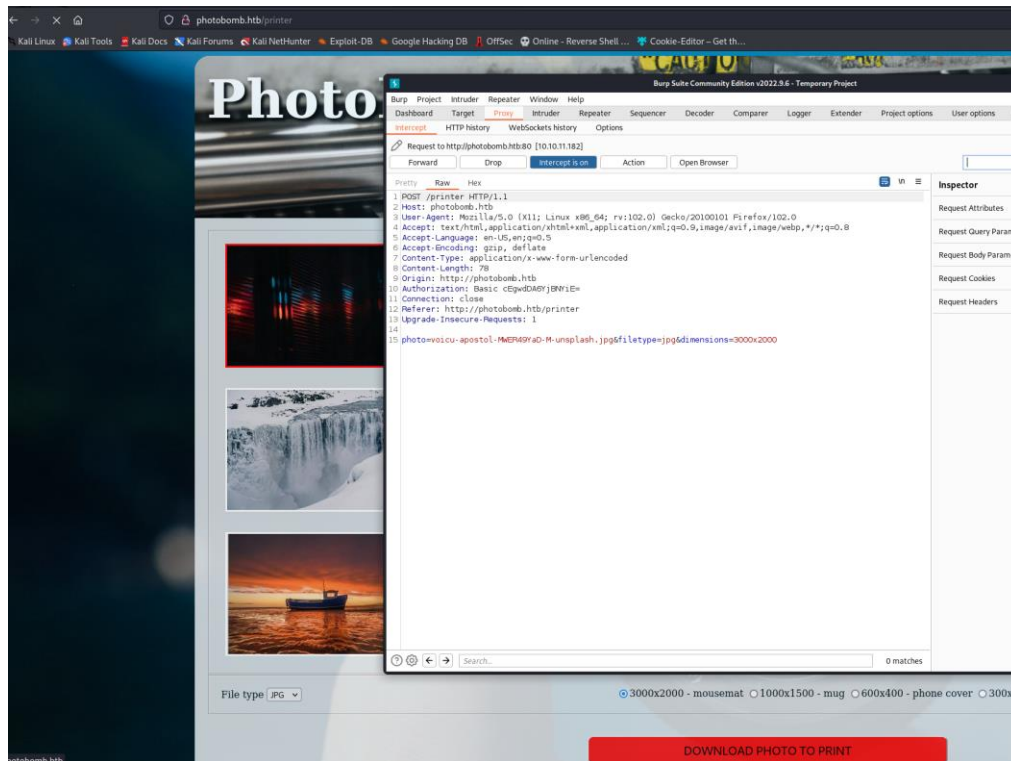 photobomb.htb/printer
Kali Linux Kali Tools Kali Docs Kali Forums Kali NetHunter Exploit-DB Google Hacking DB OffSec Online - Reverse Shell ... Cookie-Editor – Get th...
Photo
Burp Suite Community Edition v2022.9.6 - Temporary Project
Burp Project Intruder Repeater Window Help
Dashboard Target Proxy Intruder Repeater Sequencer Decoder Comparer Logger Extender Project options User options
Intercept HTTP history WebSockets history Options
Request to http://photobomb.htb:80 [10.10.11.182]
Forward Drop Intercept is on Action Open Browser
Pretty Raw Hex \n
Inspector
1 POST /printer HTTP/1.1
2 Host: photobomb.htb
3 User-Agent: Mozilla/5.0 (X11; Linux x86_64; rv:102.0) Gecko/20100101 Firefox/102.0
4 Accept: text/html,application/xhtml+xml,application/xml;q=0.9,image/avif,image/webp,*/*;q=0.8
5 Accept-Language: en-US,en;q=0.5
6 Accept-Encoding: gzip, deflate
7 Content-Type: application/x-www-form-urlencoded
8 Content-Length: 78
9 Origin: http://photobomb.htb
10 Authorization: Basic cEgwdDA6YjBNYiE=
11 Connection: close
12 Referer: http://photobomb.htb/printer
13 Upgrade-Insecure-Requests: 1
14
15 photo=voicu-apostol-MWER49YaD-M-unsplash.jpg&filetype=jpg&dimensions=3000x2000
Request Attributes
Request Query Param
Request Body Param
Request Cookies
Request Headers
Search...
0 matches
File type JPG
3000x2000 - mousemat 1000x1500 - mug 600x400 - phone cover 300x
DOWNLOAD PHOTO TO PRINT